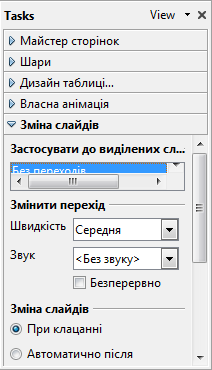 Tasks View
Майстер сторінок
Шари
Дизайн таблиці...
Власна анімація
Зміна слайдів
Застосувати до виділених сл...
Без переходів
Змінити перехід
Швидкість Середня
Звук <Без звуку>
Безперервно
Зміна слайдів
При клацанні
Автоматично після